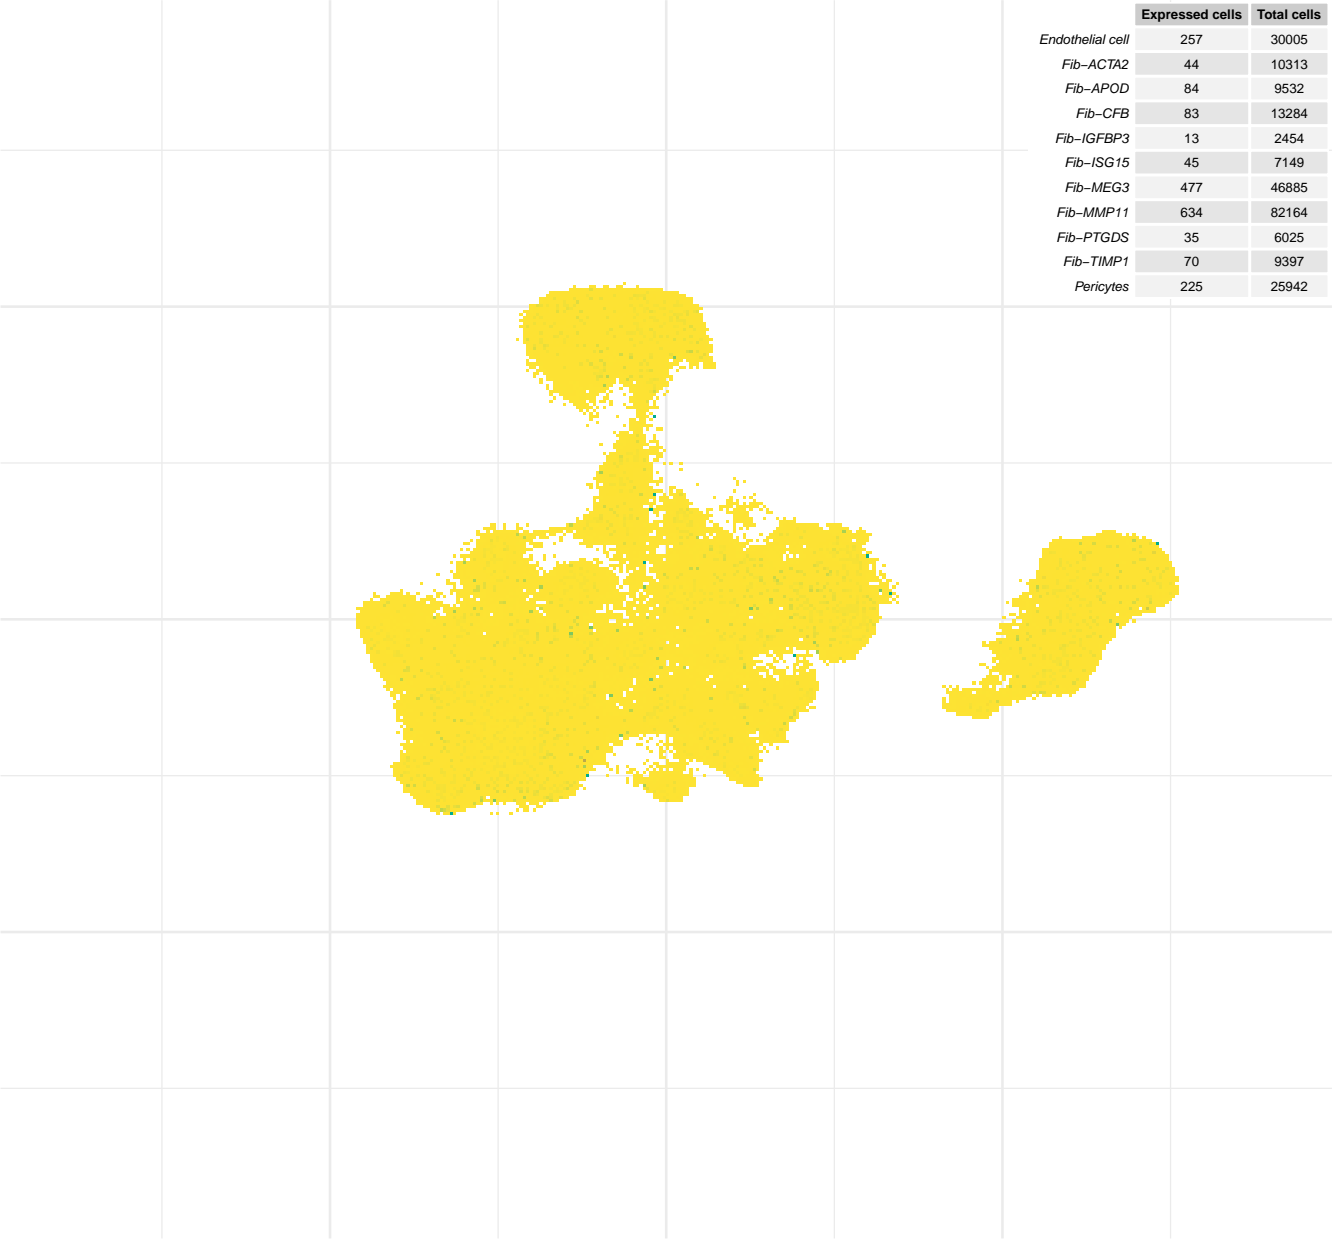 Expressed cells Total cells
Endothelial cell 257 30005
Fib−ACTA2 44 10313
Fib−APOD 84 9532
Fib−CFB 83 13284
Fib−IGFBP3 13 2454
Fib−ISG15 45 7149
Fib−MEG3 477 46885
Fib−MMP11 634 82164
Fib−PTGDS 35 6025
Fib−TIMP1 70 9397
Pericytes 225 25942